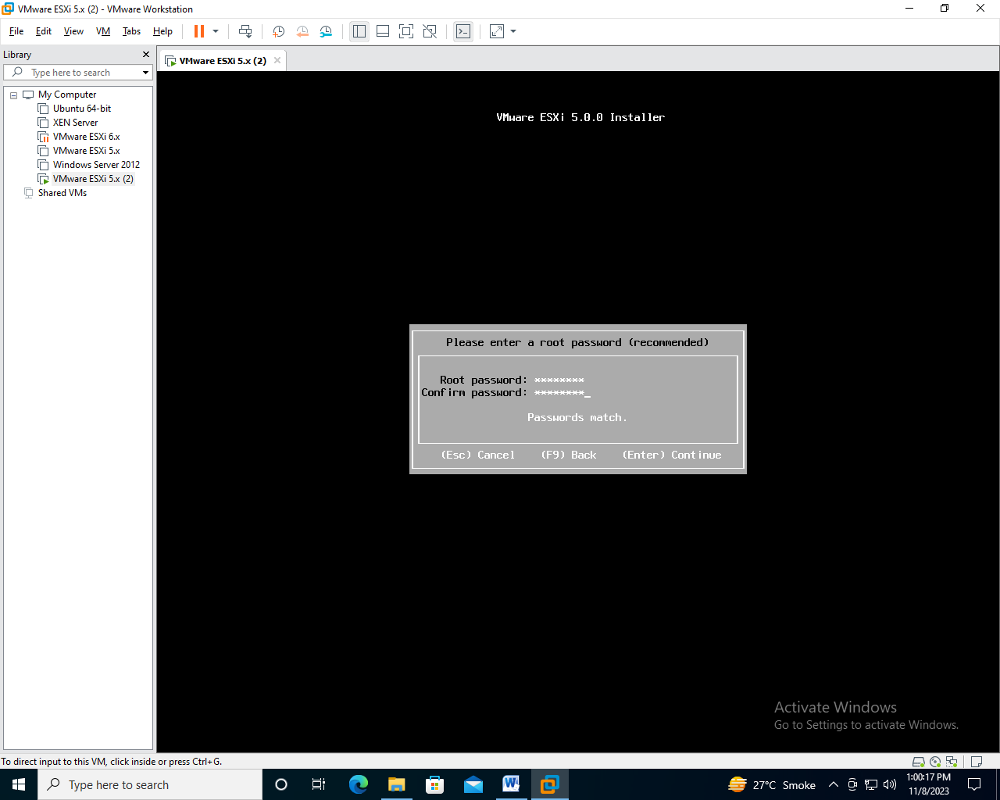 VMware ESXi 5.x (2) - VMware Workstation
File Edit View VM Tabs Help
Library
Type here to search
My Computer
Ubuntu 64-bit
XEN Server
VMware ESXi 6.x
VMware ESXi 5.x
Windows Server 2012
VMware ESXi 5.x (2)
Shared VMs
VMware ESXi 5.x (2)
VMware ESXi 5.0.0 Installer
Please enter a root password (recommended)
Root password: ********
Confirm password: ********_
Passwords match.
(Esc) Cancel (F9) Back (Enter) Continue
Activate Windows
Go to Settings to activate Windows.
To direct input to this VM, click inside or press Ctrl+G.
Type here to search
27°C Smoke
1:00:17 PM
11/8/2023